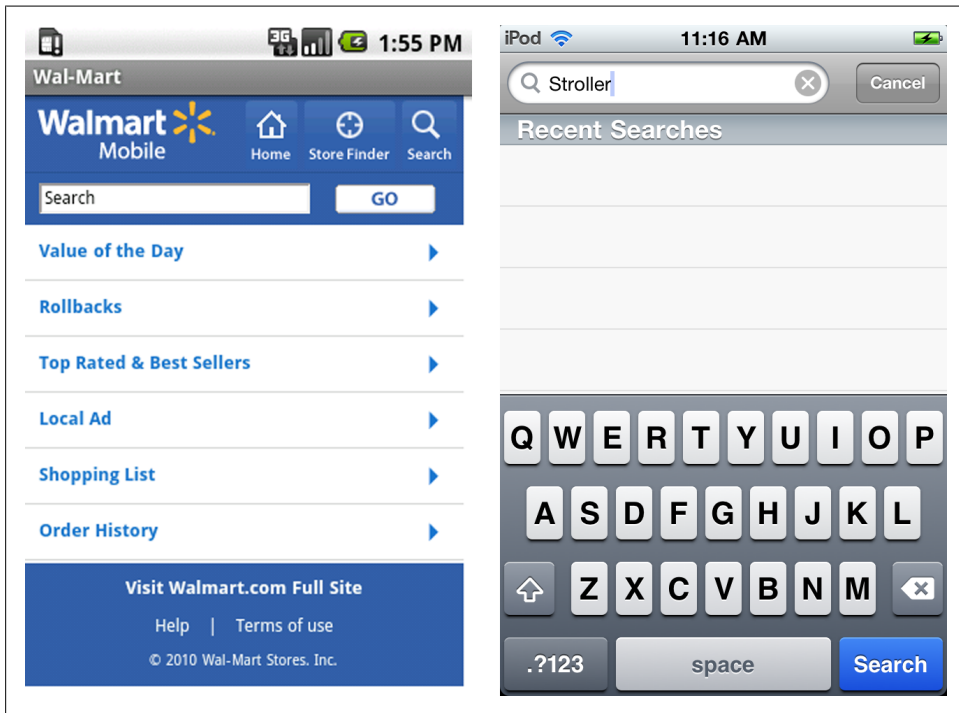 3G 1:55 PM
Wal-Mart
Walmart
Mobile
Home Store Finder Search
Search GO
Value of the Day
Rollbacks
Top Rated & Best Sellers
Local Ad
Shopping List
Order History
Visit Walmart.com Full Site
Help | Terms of use
© 2010 Wal-Mart Stores. Inc.
iPod 11:16 AM
Stroller Cancel
Recent Searches
Q W E R T Y U I O P
A S D F G H J K L
Z X C V B N M
.?123 space Search